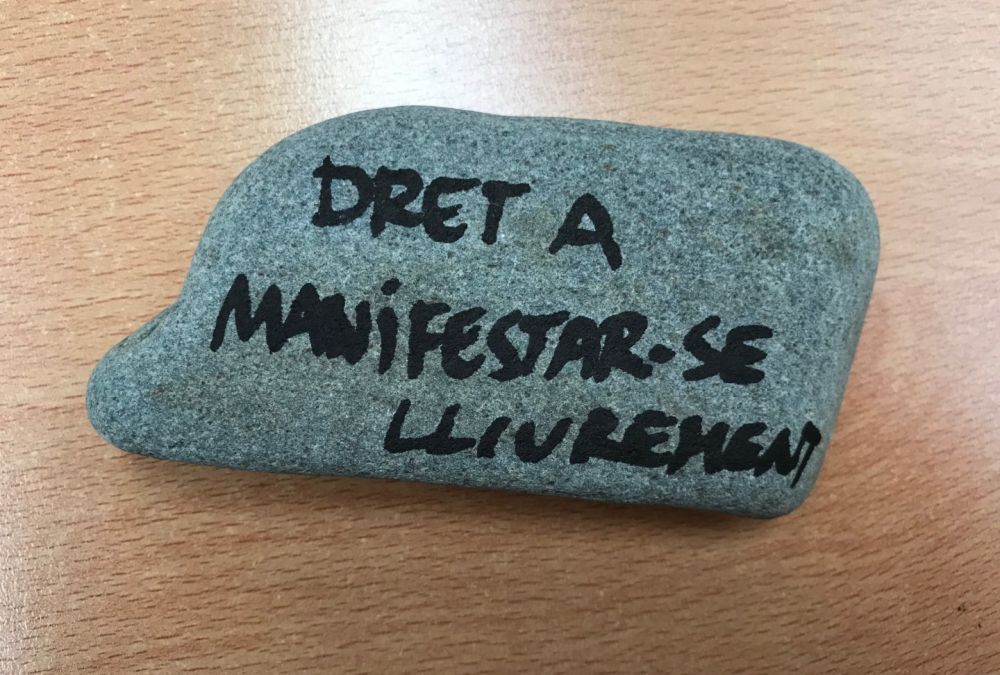 DRET A
MANiFESTAR-SE
LLIUREMENT